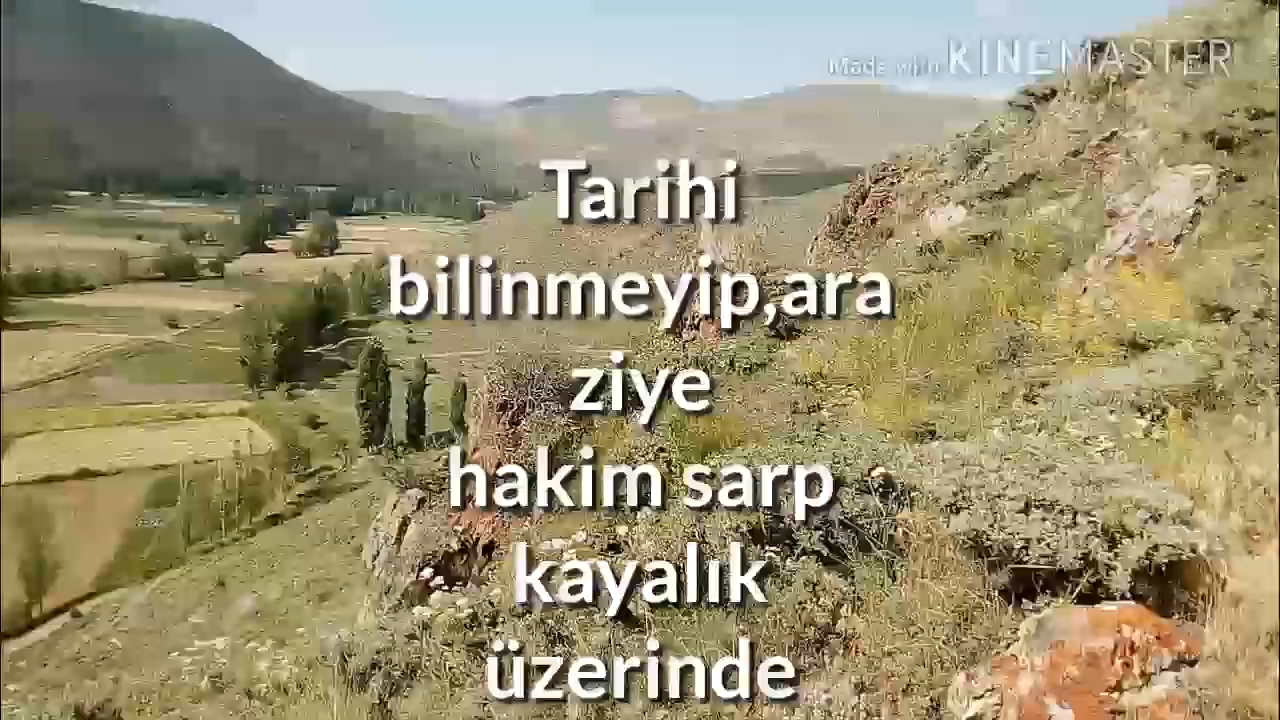 Made with KINEMASTER
Tarihi
bilinmeyip,ara
ziye
hakim sarp
kayalık
üzerinde